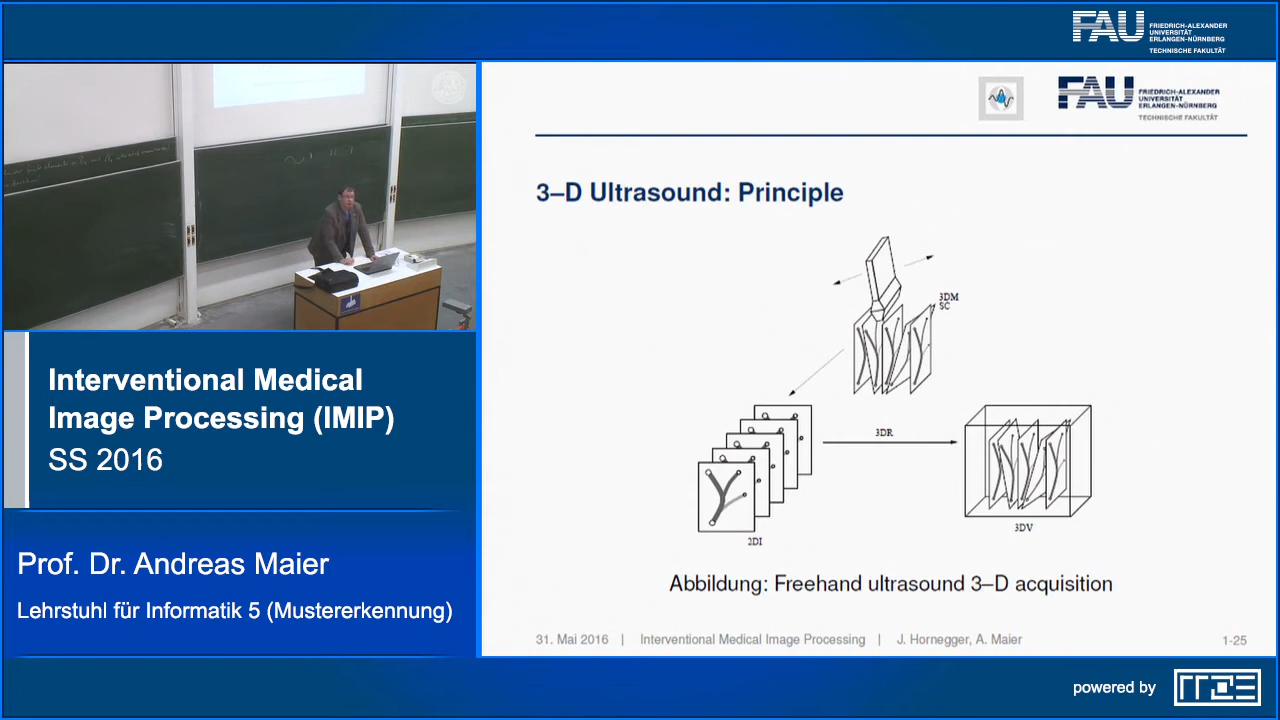 FAU
FRIEDRICH-ALEXANDER
UNIVERSITÄT
ERLANGEN-NÜRNBERG
TECHNISCHE FAKULTÄT
FAU
FRIEDRICH-ALEXANDER
UNIVERSITÄT
ERLANGEN-NÜRNBERG
TECHNISCHE FAKULTÄT
3–D Ultrasound: Principle
3DM
SC
3DR
2DI
3DV
Abbildung: Freehand ultrasound 3–D acquisition
31. Mai 2016 | Interventional Medical Image Processing | J. Hornegger, A. Maier
1-25
Interventional Medical
Image Processing (IMIP)
SS 2016
Prof. Dr. Andreas Maier
Lehrstuhl für Informatik 5 (Mustererkennung)
powered by